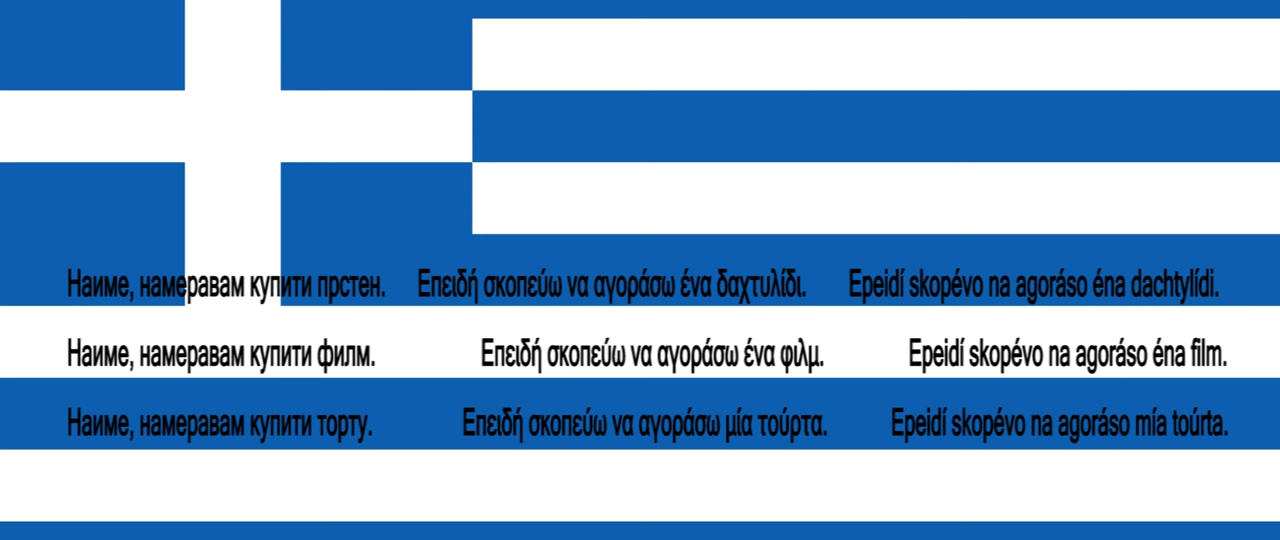 Наиме, намеравам купити прстен. Επειδή σκοπεύω να αγοράσω ένα δαχτυλίδι. Epeidí skopévo na agoráso éna dachtylídi.
Наиме, намеравам купити филм. Επειδή σκοπεύω να αγοράσω ένα φιλμ. Epeidí skopévo na agoráso éna film.
Наиме, намеравам купити торту. Επειδή σκοπεύω να αγοράσω μία τούρτα. Epeidí skopévo na agoráso mía toúrta.